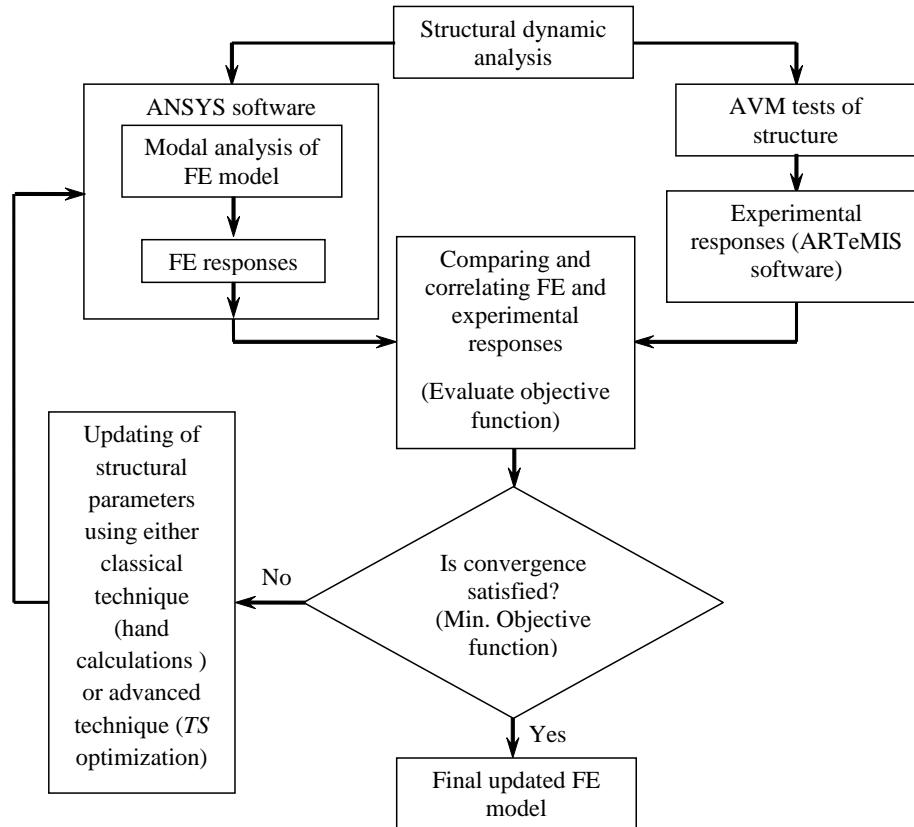 Structural dynamic
analysis
ANSYS software
Modal analysis of
FE model
FE responses
AVM tests of
structure
Experimental
responses (ARTeMIS
software)
Comparing and
correlating FE and
experimental
responses
(Evaluate objective
function)
Updating of
structural
parameters
using either
classical
technique
(hand
calculations )
or advanced
technique (TS
optimization)
No
Is convergence
satisfied?
(Min. Objective
function)
Yes
Final updated FE
model